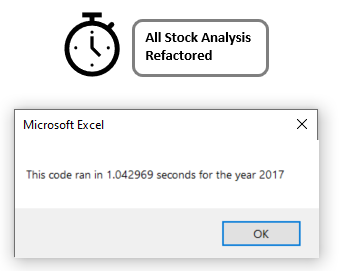 All Stock Analysis
Refactored
Microsoft Excel
This code ran in 1.042969 seconds for the year 2017
OK